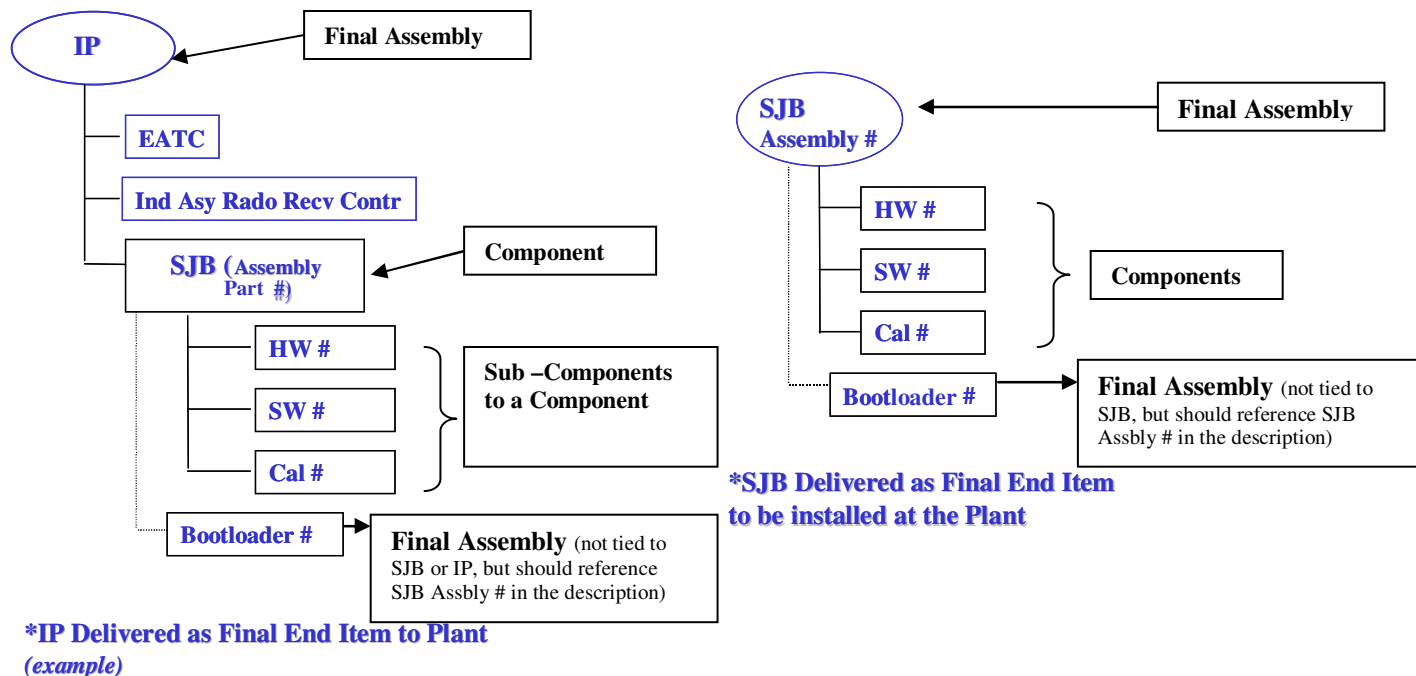 IP
Final Assembly
EATC
Ind Asy Rado Recv Contr
SJB (Assembly
Part #)
Component
HW #
SW #
Cal #
Sub –Components
to a Component
Bootloader #
Final Assembly (not tied to
SJB or IP, but should reference
SJB Assbly # in the description)
*IP Delivered as Final End Item to Plant
(example)
SJB
Assembly #
Final Assembly
HW #
SW #
Cal #
Components
Bootloader #
Final Assembly (not tied to
SJB, but should reference SJB
Assbly # in the description)
*SJB Delivered as Final End Item
to be installed at the Plant